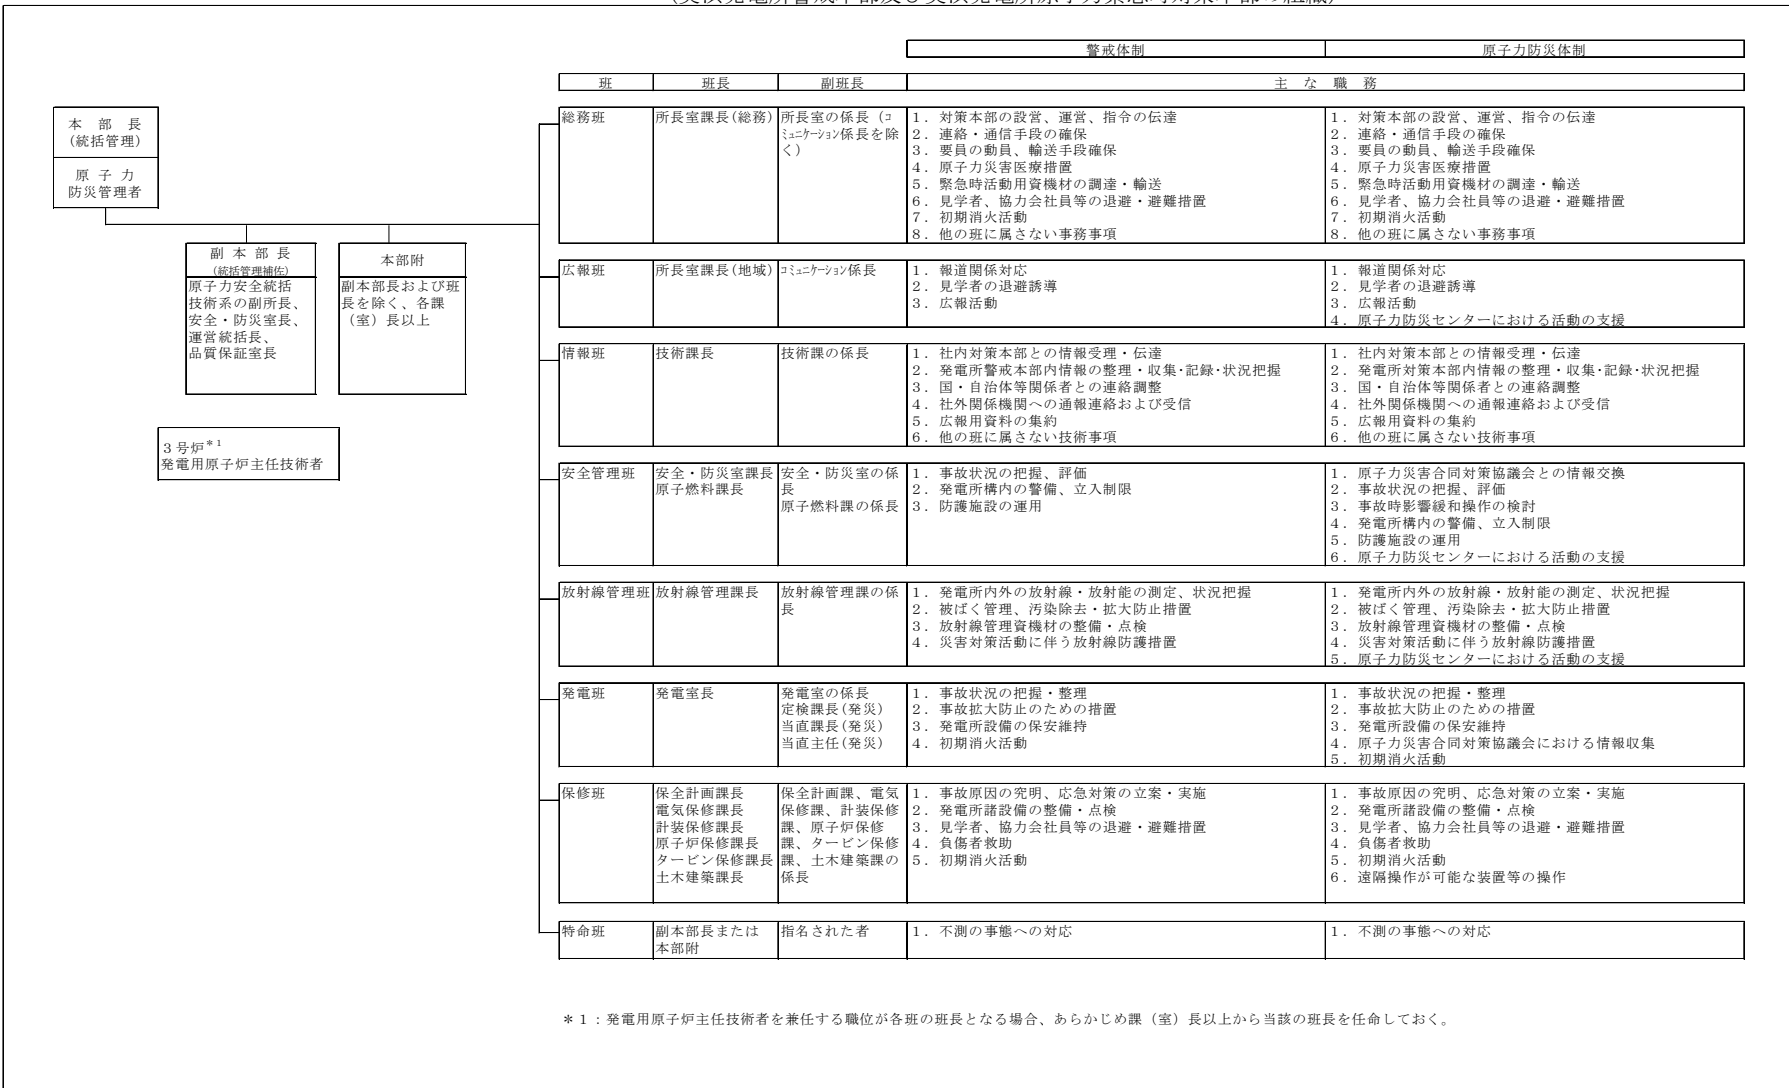 警戒体制 原子力防災体制
班 班長 副班長 主 な 職 務
本 部 長
(統括管理)
原 子 力
防災管理者
副 本 部 長
(統括管理補佐)
原子力安全統括
技術系の副所長、
安全・防災室長、
運営統括長、
品質保証室長
本部附
副本部長および班
長を除く、各課
（室）長以上
3号炉*1
発電用原子炉主任技術者
総務班
所長室課長(総務)
所長室の係長（コ
ミュニケーション係長を除
く）
1．対策本部の設営、運営、指令の伝達
2．連絡・通信手段の確保
3．要員の動員、輸送手段確保
4．原子力災害医療措置
5．緊急時活動用資機材の調達・輸送
6．見学者、協力会社員等の退避・避難措置
7．初期消火活動
8．他の班に属さない事務事項
1．対策本部の設営、運営、指令の伝達
2．連絡・通信手段の確保
3．要員の動員、輸送手段確保
4．原子力災害医療措置
5．緊急時活動用資機材の調達・輸送
6．見学者、協力会社員等の退避・避難措置
7．初期消火活動
8．他の班に属さない事務事項
広報班
所長室課長(地域)
コミュニケーション係長
1．報道関係対応
2．見学者の退避誘導
3．広報活動
1．報道関係対応
2．見学者の退避誘導
3．広報活動
4．原子力防災センターにおける活動の支援
情報班
技術課長
技術課の係長
1．社内対策本部との情報受理・伝達
2．発電所警戒本部内情報の整理・収集・記録・状況把握
3．国・自治体等関係者との連絡調整
4．社外関係機関への通報連絡および受信
5．広報用資料の集約
6．他の班に属さない技術事項
1．社内対策本部との情報受理・伝達
2．発電所対策本部内情報の整理・収集・記録・状況把握
3．国・自治体等関係者との連絡調整
4．社外関係機関への通報連絡および受信
5．広報用資料の集約
6．他の班に属さない技術事項
安全管理班
安全・防災室課長
原子燃料課長
安全・防災室の係
長
原子燃料課の係長
1．事故状況の把握、評価
2．発電所構内の警備、立入制限
3．防護施設の運用
1．原子力災害合同対策協議会との情報交換
2．事故状況の把握、評価
3．事故時影響緩和操作の検討
4．発電所構内の警備、立入制限
5．防護施設の運用
6．原子力防災センターにおける活動の支援
放射線管理班
放射線管理課長
放射線管理課の係
長
1．発電所内外の放射線・放射能の測定、状況把握
2．被ばく管理、汚染除去・拡大防止措置
3．放射線管理資機材の整備・点検
4．災害対策活動に伴う放射線防護措置
1．発電所内外の放射線・放射能の測定、状況把握
2．被ばく管理、汚染除去・拡大防止措置
3．放射線管理資機材の整備・点検
4．災害対策活動に伴う放射線防護措置
5．原子力防災センターにおける活動の支援
発電班
発電室長
発電室の係長
定検課長(発災)
当直課長(発災)
当直主任(発災)
1．事故状況の把握・整理
2．事故拡大防止のための措置
3．発電所設備の保安維持
4．初期消火活動
1．事故状況の把握・整理
2．事故拡大防止のための措置
3．発電所設備の保安維持
4．原子力災害合同対策協議会における情報収集
5．初期消火活動
保修班
保全計画課長
電気保修課長
計装保修課長
原子炉保修課長
タービン保修課長
土木建築課長
保全計画課、電気
保修課、計装保修
課、原子炉保修
課、タービン保修
課、土木建築課の
係長
1．事故原因の究明、応急対策の立案・実施
2．発電所諸設備の整備・点検
3．見学者、協力会社員等の退避・避難措置
4．負傷者救助
5．初期消火活動
1．事故原因の究明、応急対策の立案・実施
2．発電所諸設備の整備・点検
3．見学者、協力会社員等の退避・避難措置
4．負傷者救助
5．初期消火活動
6．遠隔操作が可能な装置等の操作
特命班
副本部長または
本部附
指名された者
1．不測の事態への対応
1．不測の事態への対応
＊1：発電用原子炉主任技術者を兼任する職位が各班の班長となる場合、あらかじめ課（室）長以上から当該の班長を任命しておく。